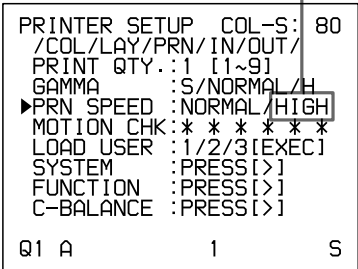 PRINTER SETUP COL-S: 80
/COL/LAY/PRN/IN/OUT/
PRINT QTY.:1 [1~9]
GAMMA :S/NORMAL/H
▶PRN SPEED :NORMAL/HIGH
MOTION CHK:* * * * * *
LOAD USER :1/2/3[EXEC]
SYSTEM :PRESS[>]
FUNCTION :PRESS[>]
C-BALANCE :PRESS[>]
Q1 A 1 S